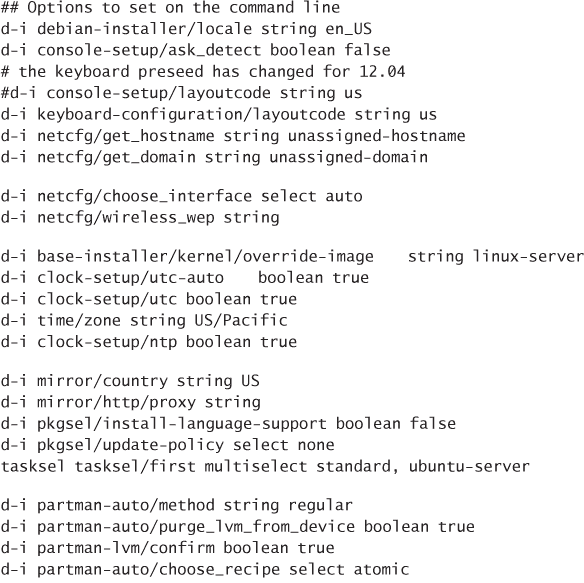 ## Options to set on the command line
d-i debian-installer/locale string en_US
d-i console-setup/ask_detect boolean false
# the keyboard preseed has changed for 12.04
#d-i console-setup/layoutcode string us
d-i keyboard-configuration/layoutcode string us
d-i netcfg/get_hostname string unassigned-hostname
d-i netcfg/get_domain string unassigned-domain

d-i netcfg/choose_interface select auto
d-i netcfg/wireless_wep string

d-i base-installer/kernel/override-image    string linux-server
d-i clock-setup/utc-auto    boolean true
d-i clock-setup/utc boolean true
d-i time/zone string US/Pacific
d-i clock-setup/ntp boolean true

d-i mirror/country string US
d-i mirror/http/proxy string
d-i pkgsel/install-language-support boolean false
d-i pkgsel/update-policy select none
tasksel tasksel/first multiselect standard, ubuntu-server

d-i partman-auto/method string regular
d-i partman-auto/purge_lvm_from_device boolean true
d-i partman-lvm/confirm boolean true
d-i partman-auto/choose_recipe select atomic